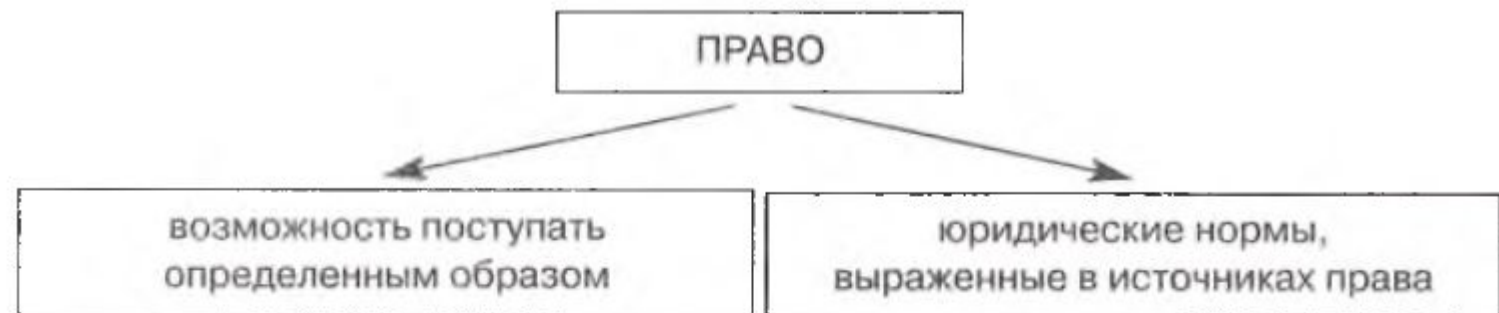 ПРАВО
возможность поступать
определенным образом
юридические нормы,
выраженные в источниках права